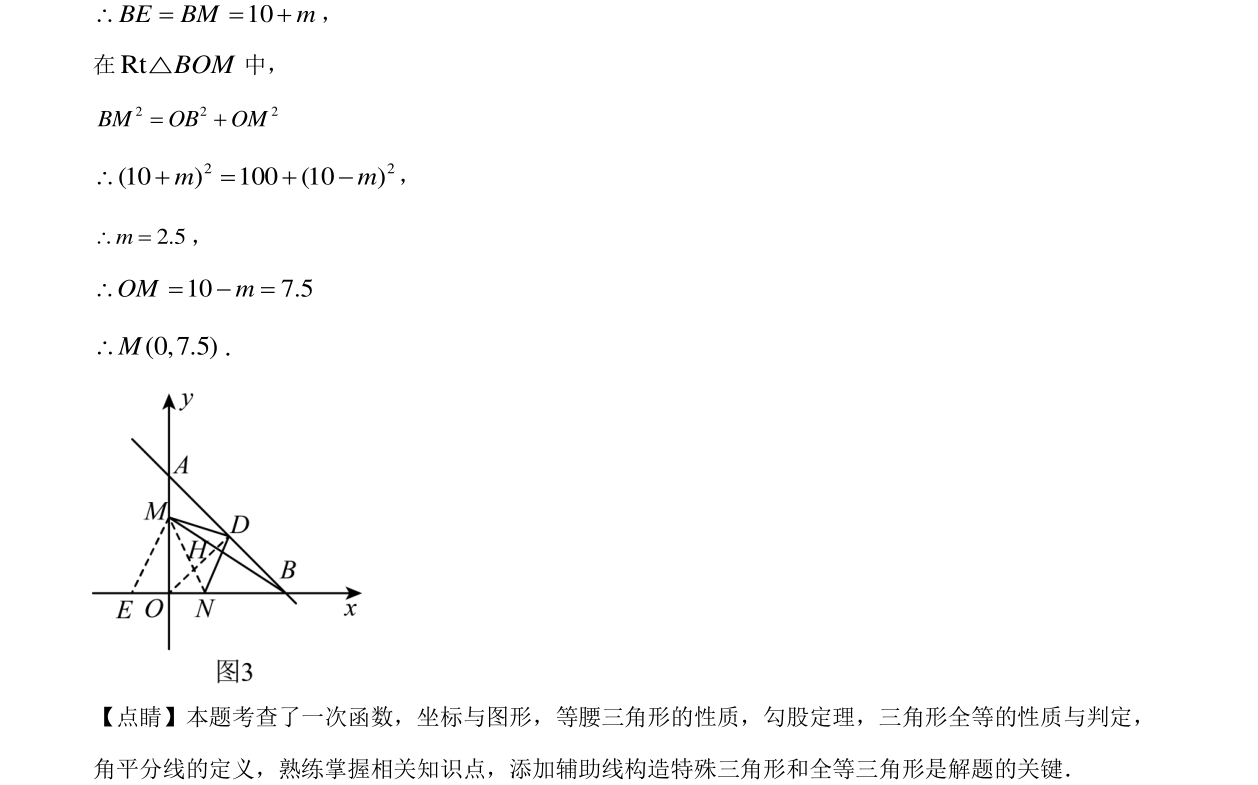 ∴BE = BM =10+m，
在 Rt△BOM 中，
BM² = OB² + OM²
∴(10+m)² =100+(10−m)²，
∴m = 2.5，
∴OM =10−m = 7.5
∴M(0,7.5)．
y
A
M
D
H
B
E O N x
图3
【点睛】本题考查了一次函数，坐标与图形，等腰三角形的性质，勾股定理，三角形全等的性质与判定，
角平分线的定义，熟练掌握相关知识点，添加辅助线构造特殊三角形和全等三角形是解题的关键．